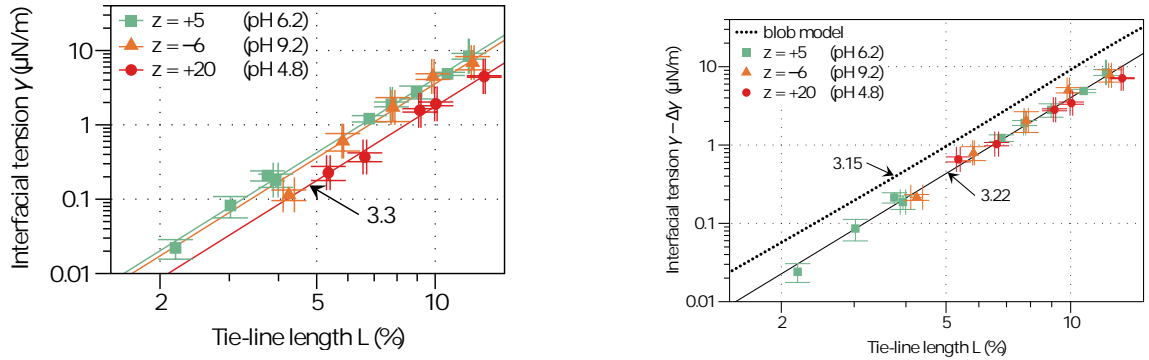 z = +5 (pH 6.2)
z = −6 (pH 9.2)
z = +20 (pH 4.8)
Interfacial tension γ (μN/m)
10
1
0.1
0.01
3.3
2 5 10
Tie-line length L (%)
blob model
z = +5 (pH 6.2)
z = −6 (pH 9.2)
z = +20 (pH 4.8)
Interfacial tension γ − Δγ (μN/m)
10
1
0.1
0.01
3.15
3.22
2 5 10
Tie-line length L (%)